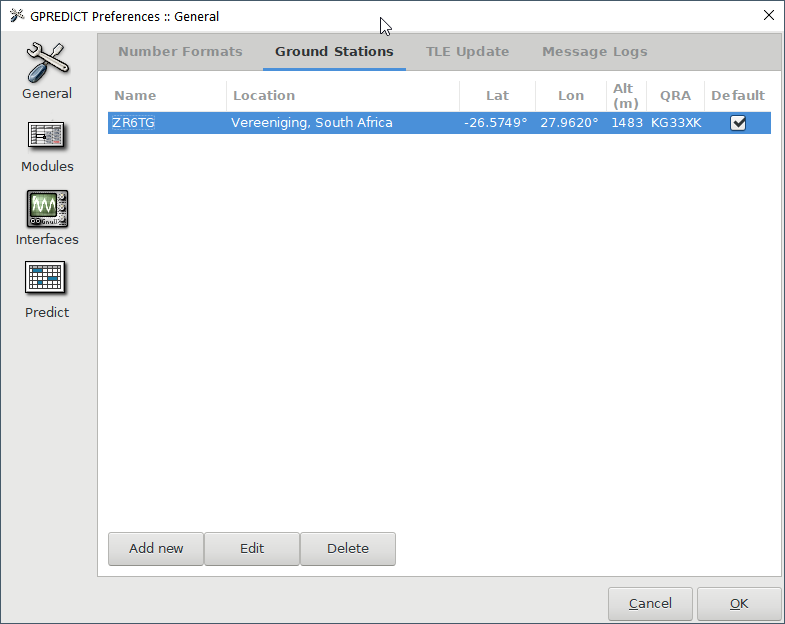 GPREDICT Preferences :: General
General
Modules
Interfaces
Predict
Number Formats Ground Stations TLE Update Message Logs
Name Location Lat Lon Alt (m) QRA Default
ZR6TG Vereeniging, South Africa -26.5749° 27.9620° 1483 KG33XK
Add new Edit Delete
Cancel OK